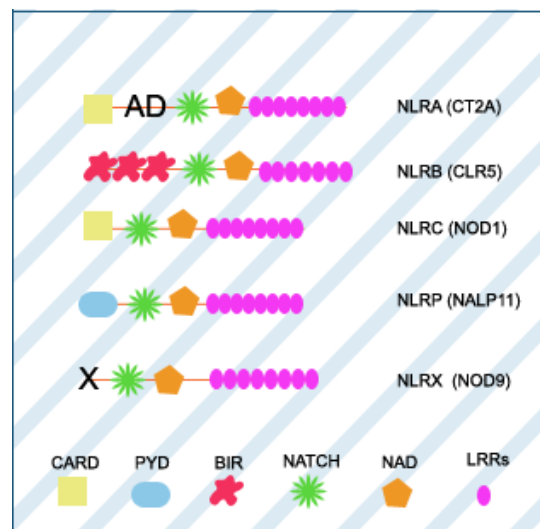 AD NLRA (CT2A)
NLRB (CLR5)
NLRC (NOD1)
NLRP (NALP11)
X NLRX (NOD9)
CARD PYD BIR NATCH NAD LRRs